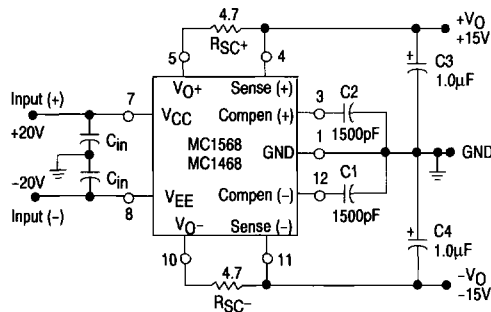 4.7
+VO
+15V
RSC+
5
4
C3
1.0µF
VO+
Sense (+)
Input (+)
7
VCC
Compen (+)
3
C2
+20V
Cin
MC1568
MC1468
1500pF
GND
1
GND
Cin
12
C1
-20V
VEE
Compen (-)
1500pF
Input (-)
8
VO-
Sense (-)
C4
1.0µF
10
4.7
11
-VO
-15V
RSC-